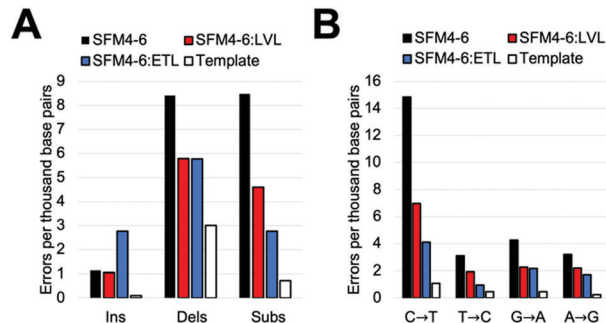 A
SFM4-6 SFM4-6:LVL
SFM4-6:ETL Template
Errors per thousand base pairs
9
8
7
6
5
4
3
2
1
0
Ins Dels Subs
B
SFM4-6 SFM4-6:LVL
SFM4-6:ETL Template
Errors per thousand base pairs
16
14
12
10
8
6
4
2
0
C→T T→C G→A A→G